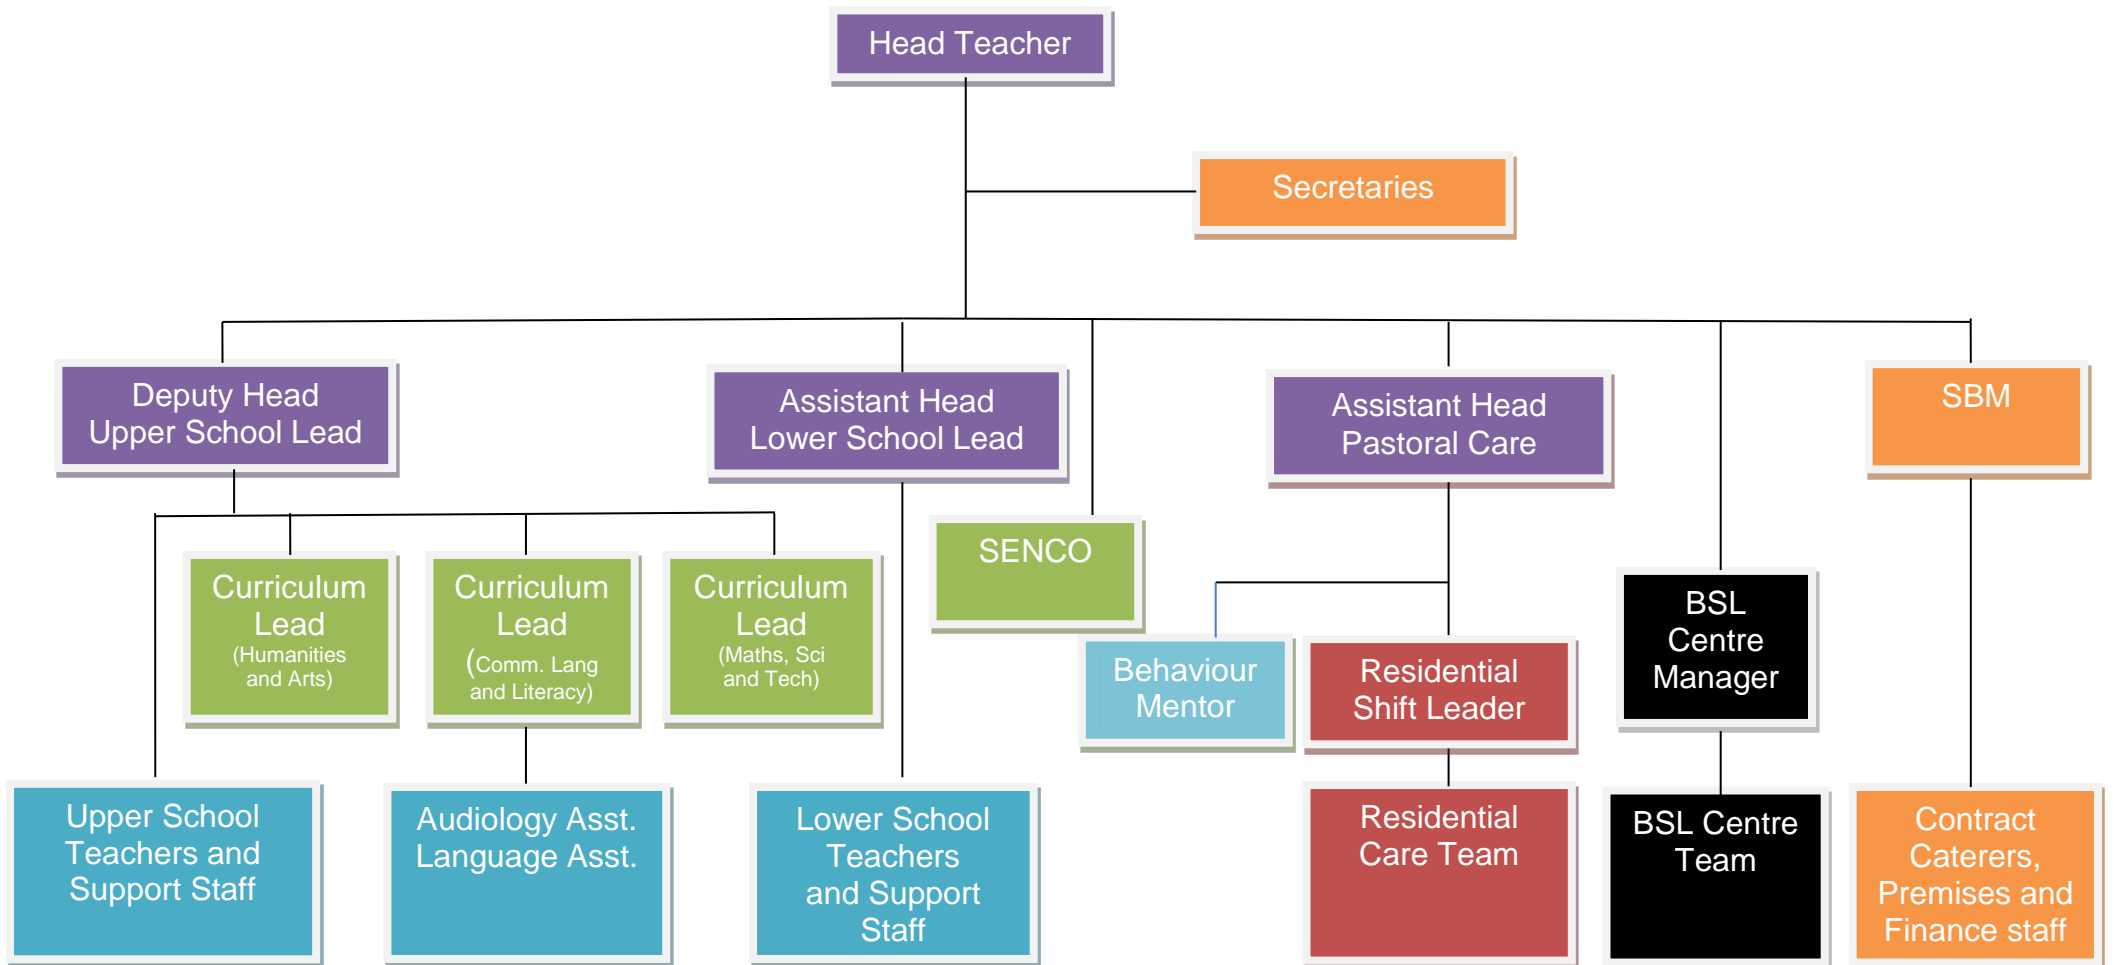 Head Teacher
Secretaries
Deputy Head
Upper School Lead
Assistant Head
Lower School Lead
Assistant Head
Pastoral Care
SBM
SENCO
Curriculum
Lead
(Humanities
and Arts)
Curriculum
Lead
(Comm. Lang
and Literacy)
Curriculum
Lead
(Maths, Sci
and Tech)
Behaviour
Mentor
Residential
Shift Leader
BSL
Centre
Manager
Upper School
Teachers and
Support Staff
Audiology Asst.
Language Asst.
Lower School
Teachers
and Support
Staff
Residential
Care Team
BSL Centre
Team
Contract
Caterers,
Premises and
Finance staff